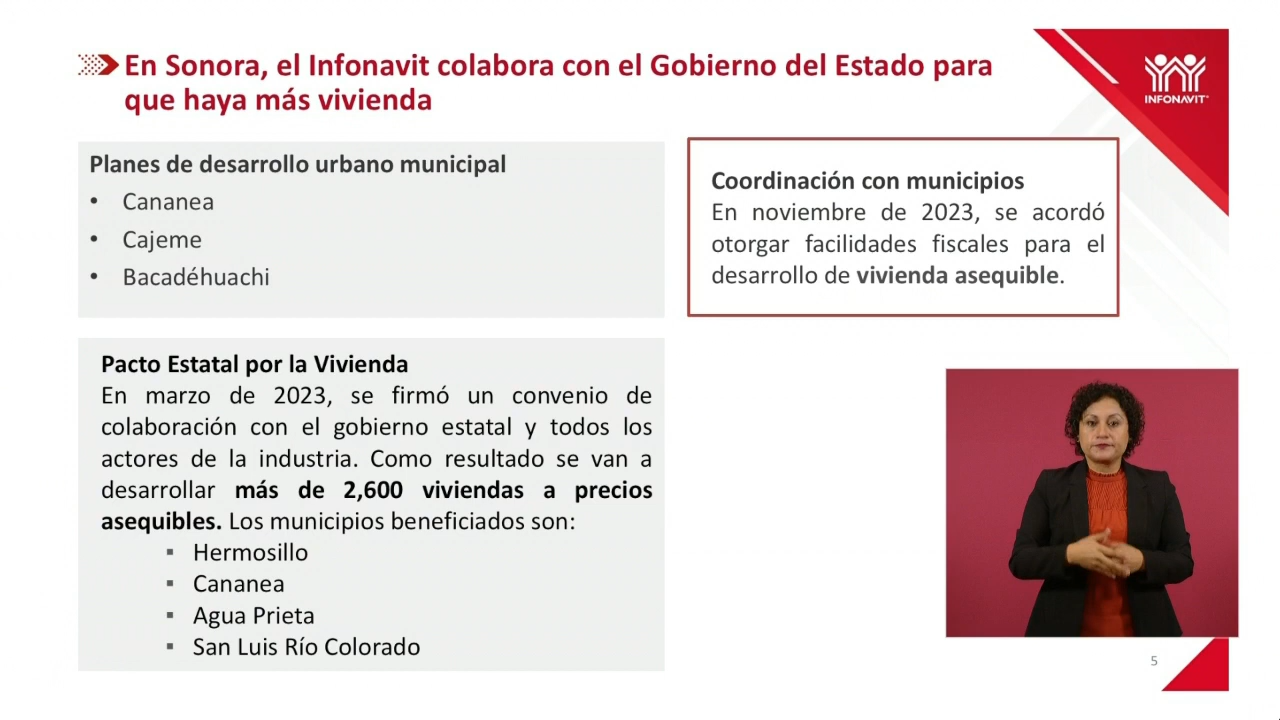 En Sonora, el Infonavit colabora con el Gobierno del Estado para
que haya más vivienda
INFONAVIT
Planes de desarrollo urbano municipal
• Cananea
• Cajeme
• Bacadéhuachi
Coordinación con municipios
En noviembre de 2023, se acordó
otorgar facilidades fiscales para el
desarrollo de vivienda asequible.
Pacto Estatal por la Vivienda
En marzo de 2023, se firmó un convenio de
colaboración con el gobierno estatal y todos los
actores de la industria. Como resultado se van a
desarrollar más de 2,600 viviendas a precios
asequibles. Los municipios beneficiados son:
▪ Hermosillo
▪ Cananea
▪ Agua Prieta
▪ San Luis Río Colorado
5